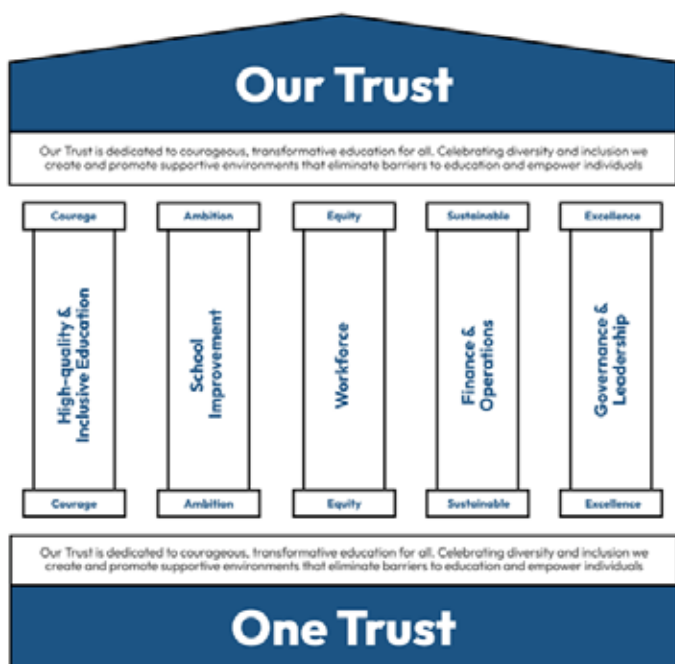 Our Trust
Our Trust is dedicated to courageous, transformative education for all. Celebrating diversity and inclusion we
create and promote supportive environments that eliminate barriers to education and empower individuals
Courage
Ambition
Equity
Sustainable
Excellence
High-quality &
Inclusive Education
School
Improvement
Workforce
Finance &
Operations
Governance &
Leadership
Courage
Ambition
Equity
Sustainable
Excellence
Our Trust is dedicated to courageous, transformative education for all. Celebrating diversity and inclusion we
create and promote supportive environments that eliminate barriers to education and empower individuals
One Trust